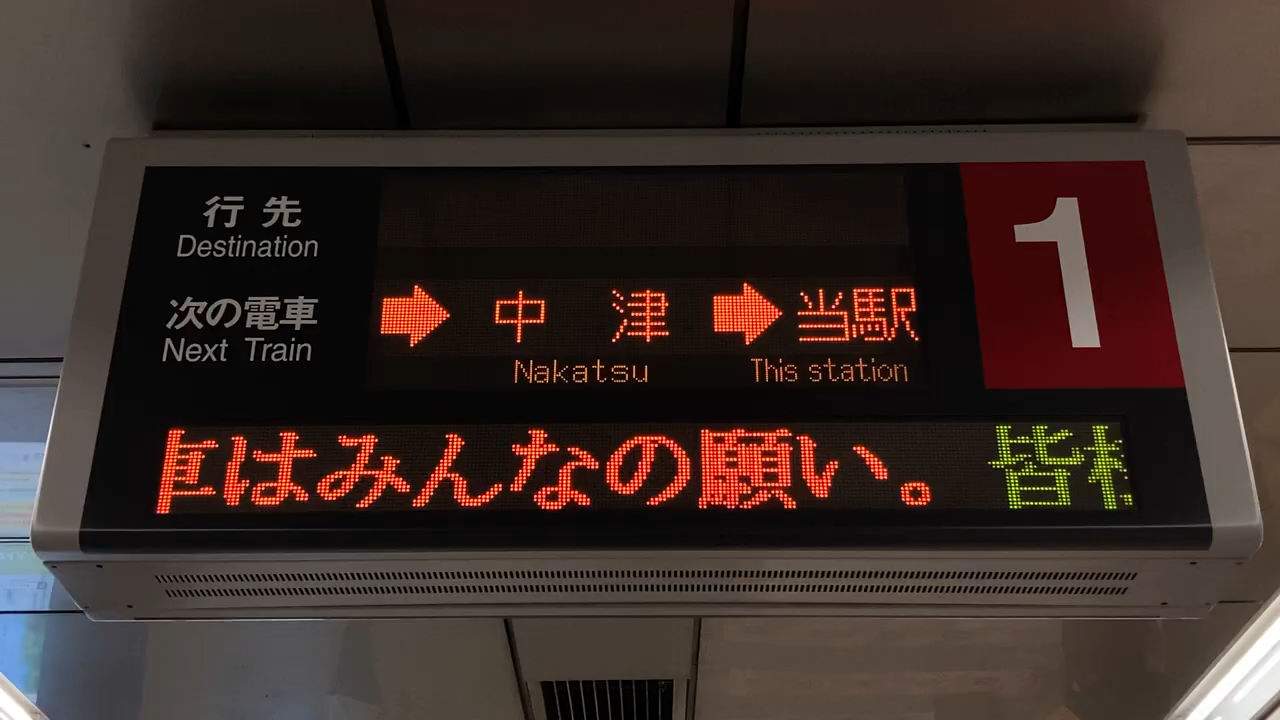 行先
Destination
1
次の電車
Next Train
➡ 中津 ➡ 当駅
Nakatsu This station
はみんなの願い。 皆